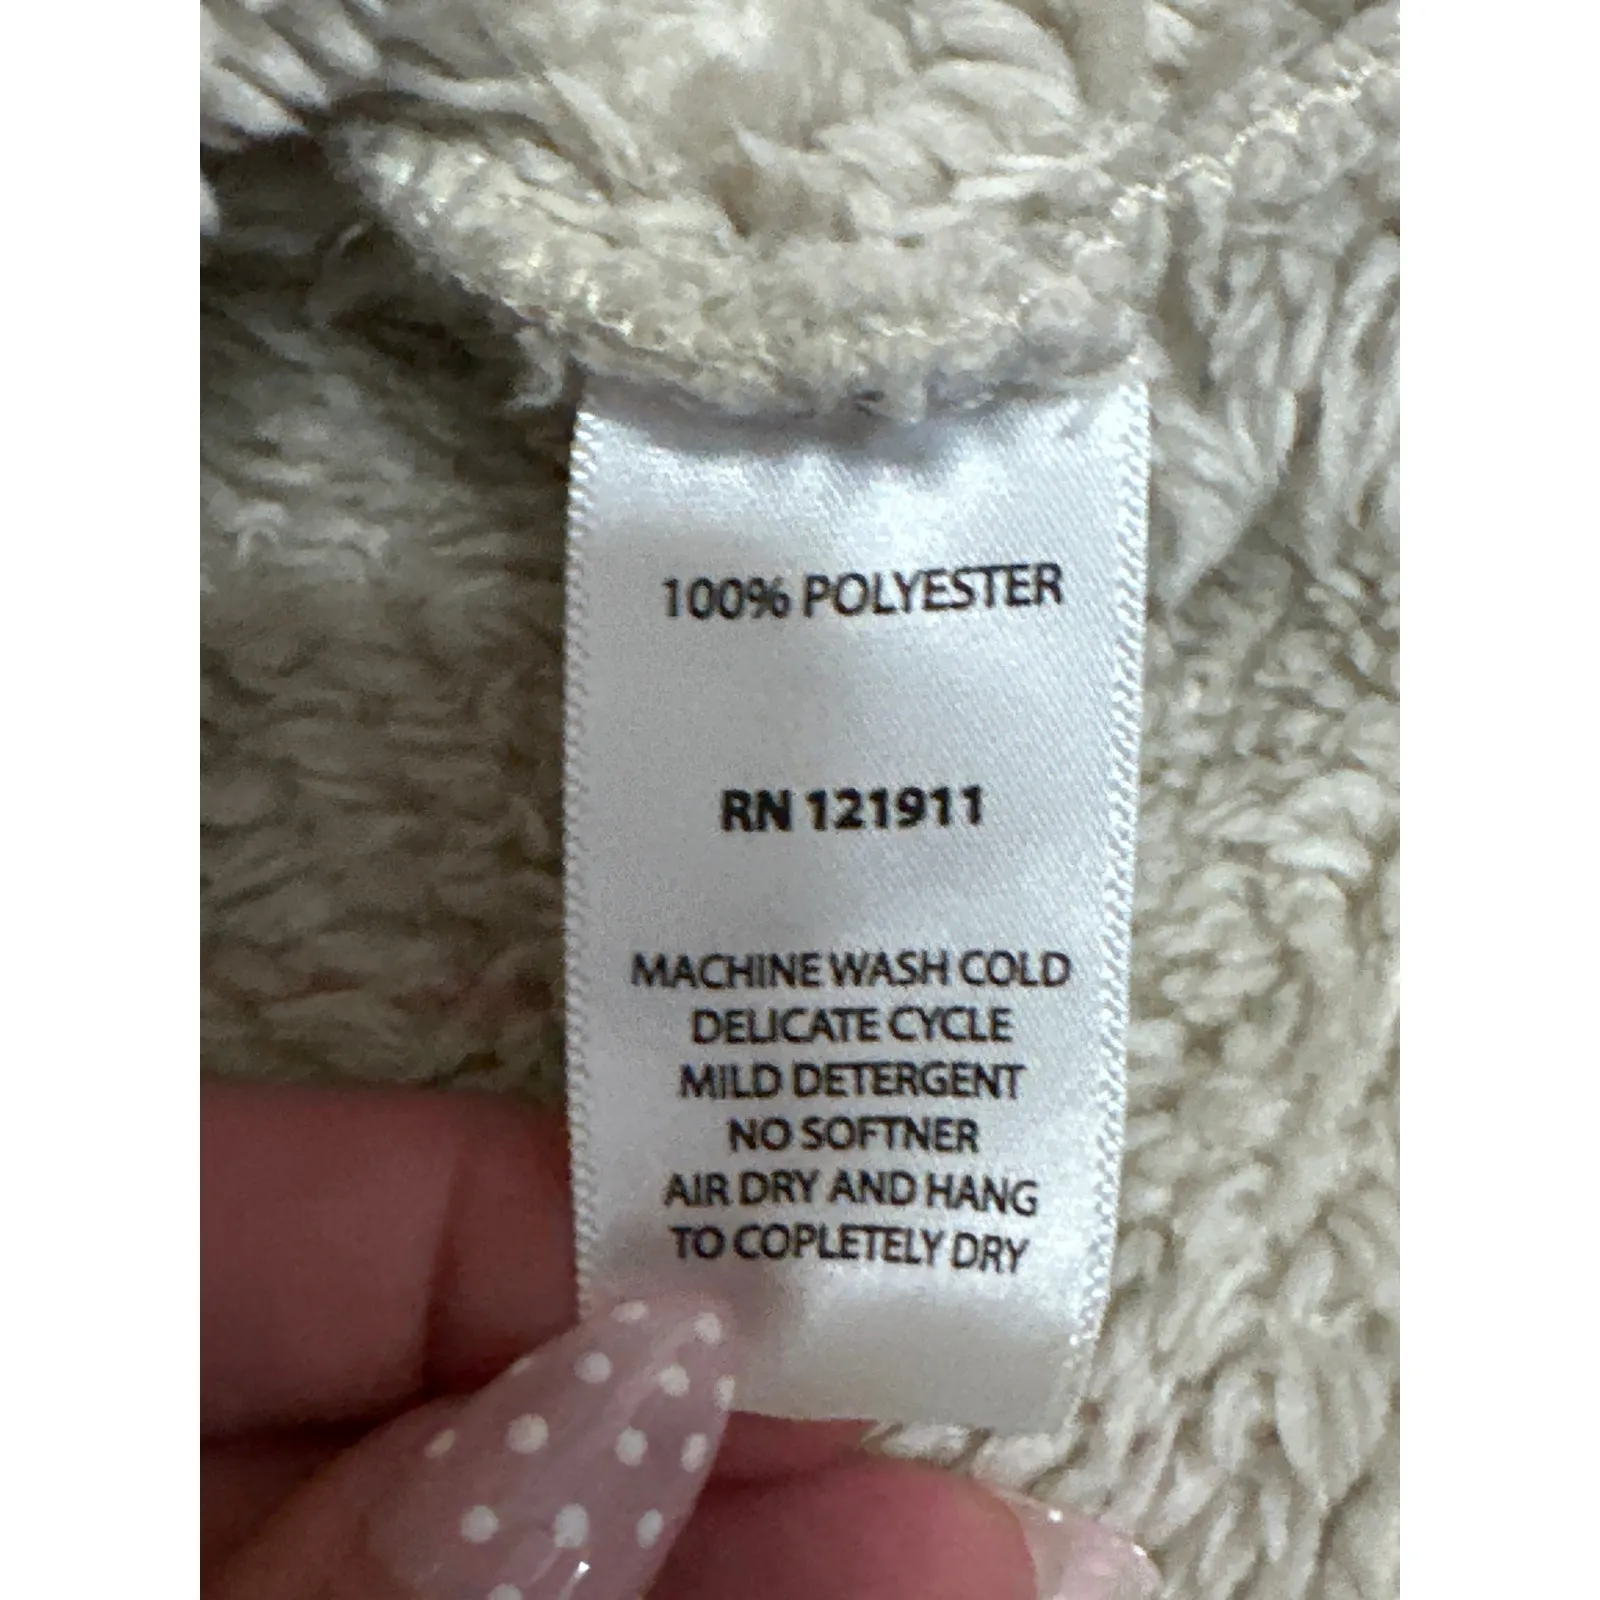 100% POLYESTER
RN 121911
MACHINE WASH COLD
DELICATE CYCLE
MILD DETERGENT
NO SOFTNER
AIR DRY AND HANG
TO COPLETELY DRY